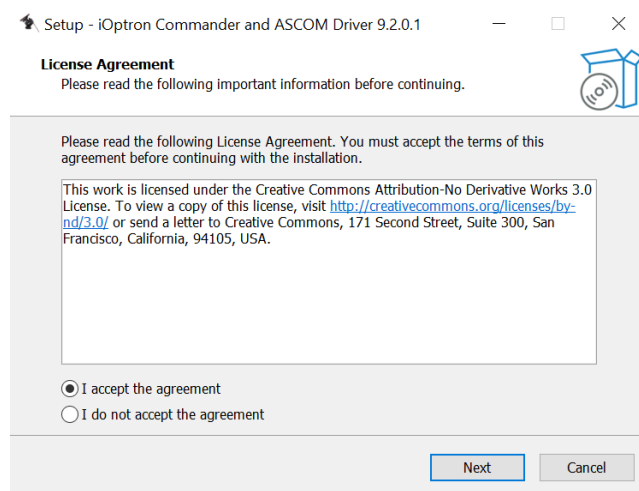 Setup - iOptron Commander and ASCOM Driver 9.2.0.1
License Agreement
Please read the following important information before continuing.
Please read the following License Agreement. You must accept the terms of this
agreement before continuing with the installation.
This work is licensed under the Creative Commons Attribution-No Derivative Works 3.0
License. To view a copy of this license, visit http://creativecommons.org/licenses/by-
nd/3.0/ or send a letter to Creative Commons, 171 Second Street, Suite 300, San
Francisco, California, 94105, USA.
I accept the agreement
I do not accept the agreement
Next Cancel